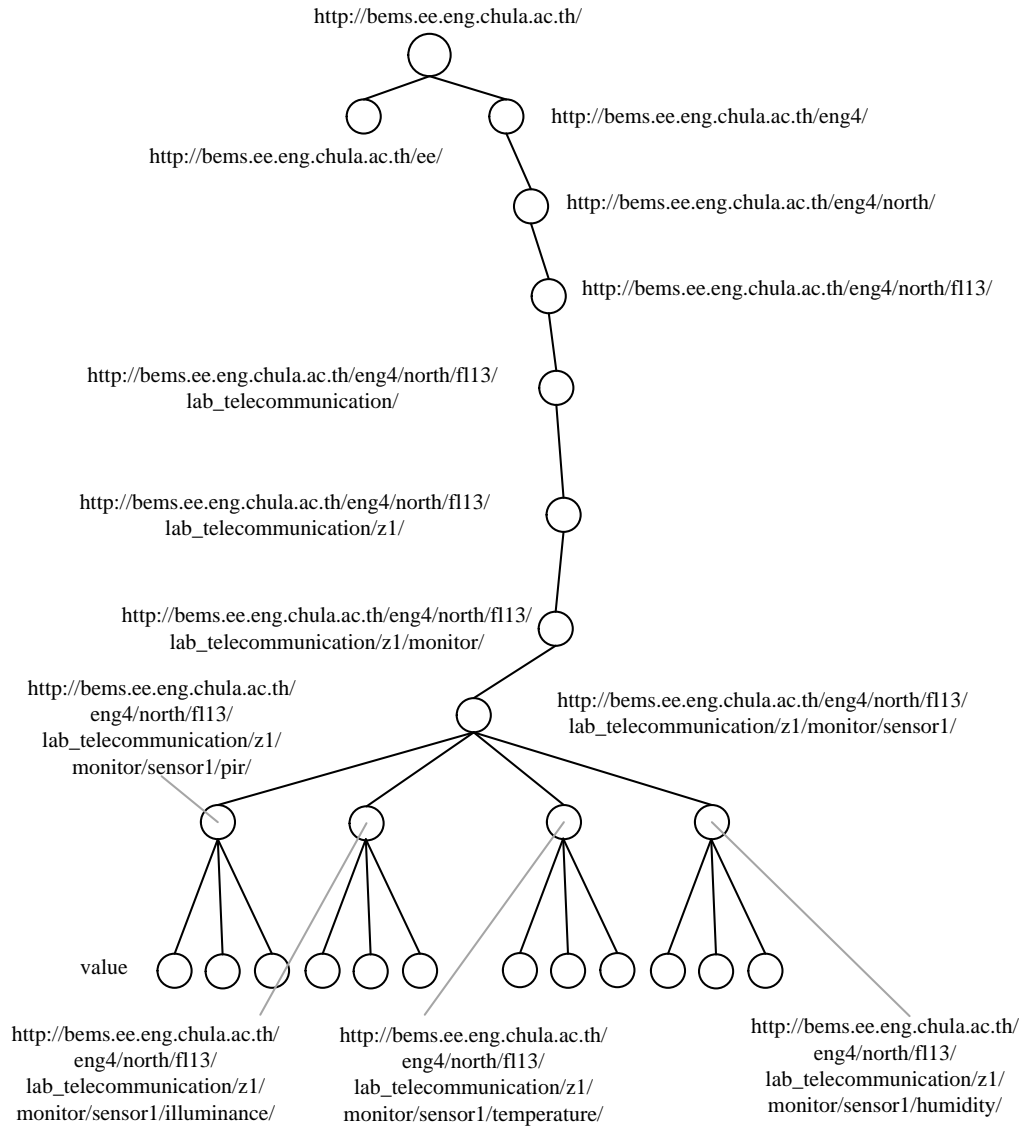 http://bems.ee.eng.chula.ac.th/
http://bems.ee.eng.chula.ac.th/eng4/
http://bems.ee.eng.chula.ac.th/ee/
http://bems.ee.eng.chula.ac.th/eng4/north/
http://bems.ee.eng.chula.ac.th/eng4/north/fl13/
http://bems.ee.eng.chula.ac.th/eng4/north/fl13/
lab_telecommunication/
http://bems.ee.eng.chula.ac.th/eng4/north/fl13/
lab_telecommunication/z1/
http://bems.ee.eng.chula.ac.th/eng4/north/fl13/
lab_telecommunication/z1/monitor/
http://bems.ee.eng.chula.ac.th/
eng4/north/fl13/
lab_telecommunication/z1/
monitor/sensor1/pir/
http://bems.ee.eng.chula.ac.th/eng4/north/fl13/
lab_telecommunication/z1/monitor/sensor1/
value
http://bems.ee.eng.chula.ac.th/
eng4/north/fl13/
lab_telecommunication/z1/
monitor/sensor1/illuminance/
http://bems.ee.eng.chula.ac.th/
eng4/north/fl13/
lab_telecommunication/z1/
monitor/sensor1/temperature/
http://bems.ee.eng.chula.ac.th/
eng4/north/fl13/
lab_telecommunication/z1/
monitor/sensor1/humidity/